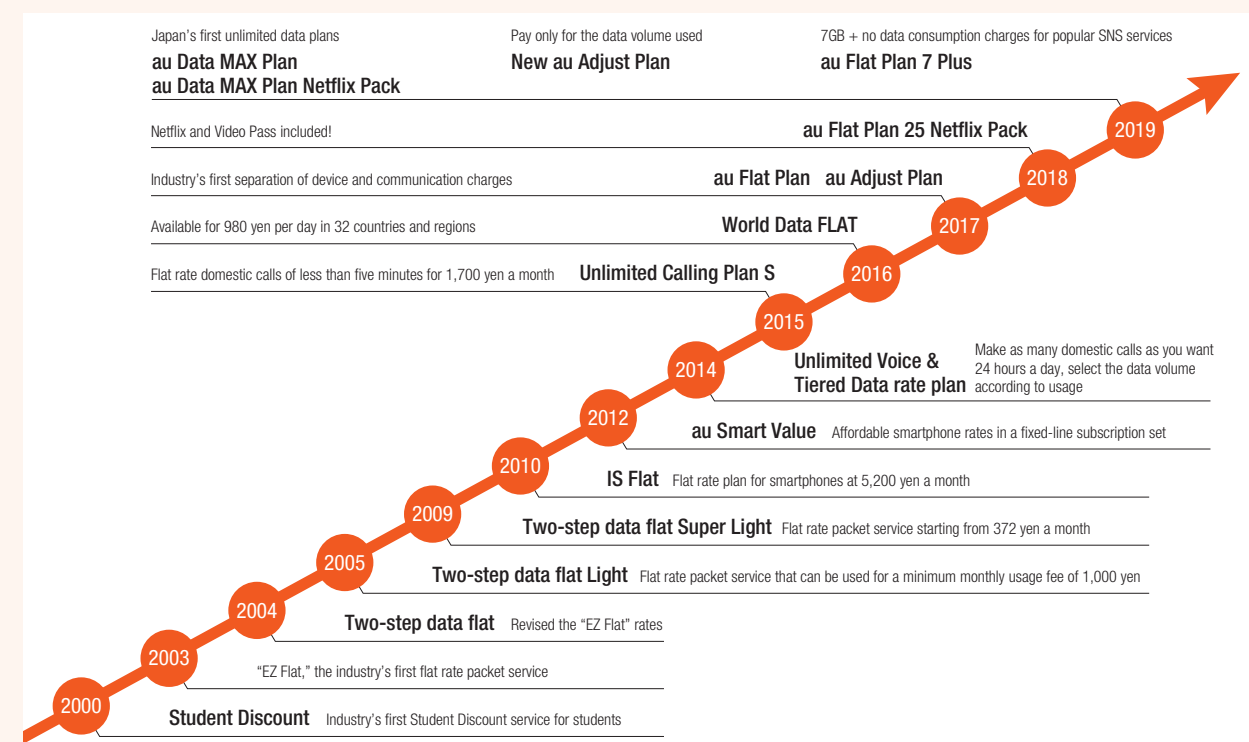 Japan's first unlimited data plans
au Data MAX Plan
au Data MAX Plan Netflix Pack
Pay only for the data volume used
New au Adjust Plan
7GB + no data consumption charges for popular SNS services
au Flat Plan 7 Plus
2019
Netflix and Video Pass included!
au Flat Plan 25 Netflix Pack
2018
Industry's first separation of device and communication charges
au Flat Plan au Adjust Plan
2017
Available for 980 yen per day in 32 countries and regions
World Data FLAT
2016
Flat rate domestic calls of less than five minutes for 1,700 yen a month
Unlimited Calling Plan S
2015
2014
Unlimited Voice &
Tiered Data rate plan
Make as many domestic calls as you want
24 hours a day, select the data volume
according to usage
2012
au Smart Value Affordable smartphone rates in a fixed-line subscription set
2010
IS Flat Flat rate plan for smartphones at 5,200 yen a month
2009
Two-step data flat Super Light Flat rate packet service starting from 372 yen a month
2005
Two-step data flat Light Flat rate packet service that can be used for a minimum monthly usage fee of 1,000 yen
2004
Two-step data flat Revised the “EZ Flat” rates
2003
“EZ Flat,” the industry's first flat rate packet service
2000
Student Discount Industry's first Student Discount service for students